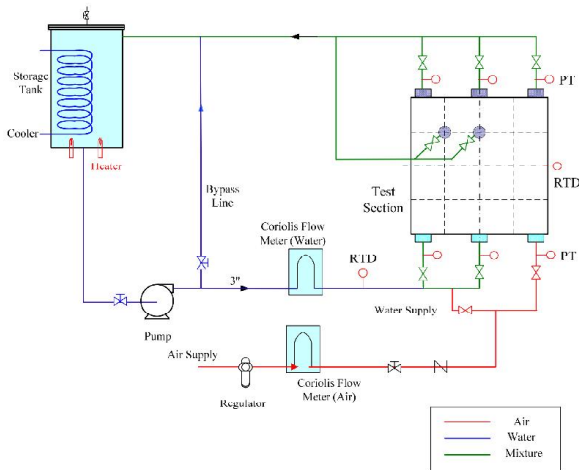 Storage
Tank
Cooler
Heater
Bypass
Line
3"
Pump
Coriolis Flow
Meter (Water)
RTD
Test
Section
PT
RTD
PT
Water Supply
Air Supply
Regulator
Coriolis Flow
Meter (Air)
Air
Water
Mixture